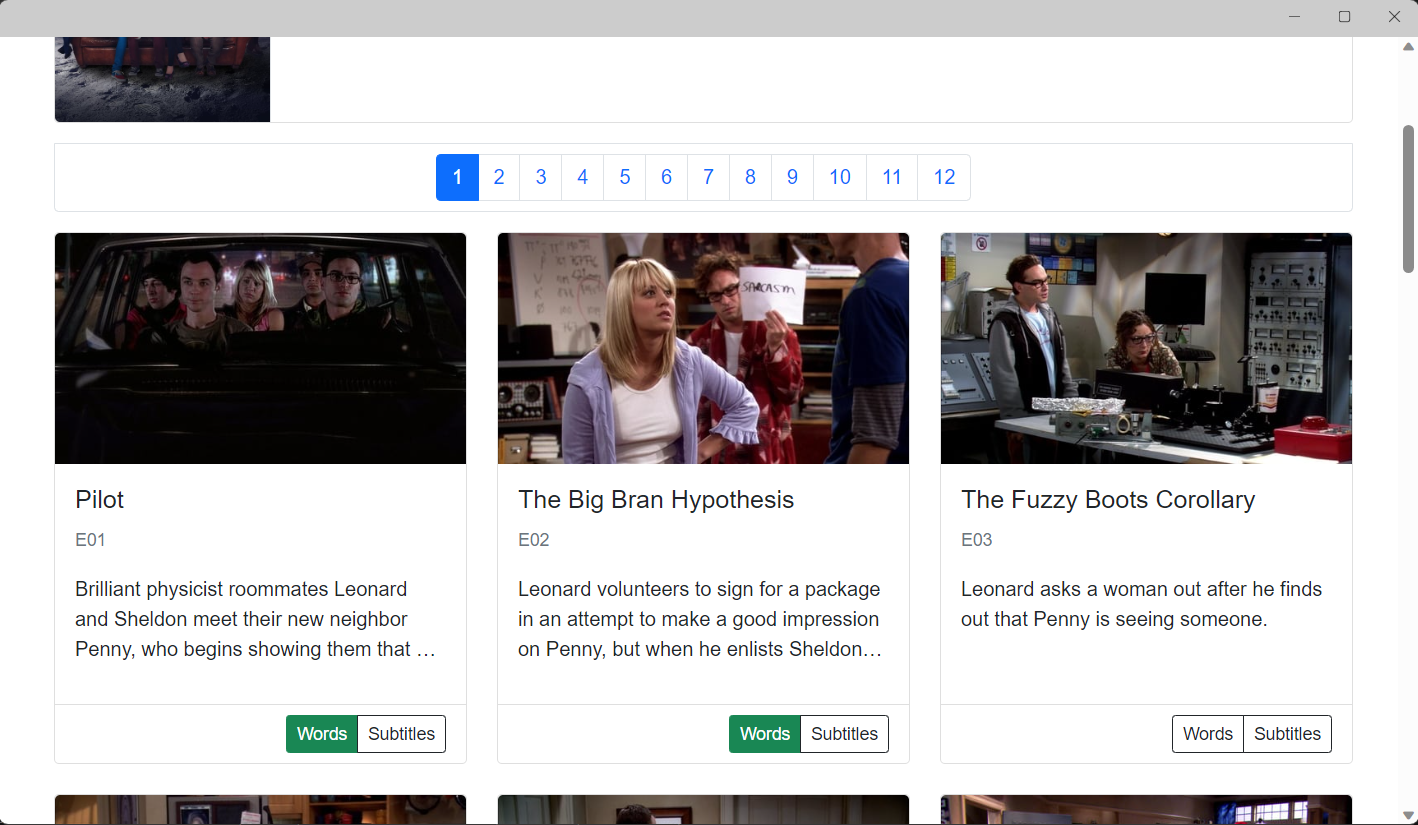 1 2 3 4 5 6 7 8 9 10 11 12
SARCASM
Pilot
E01
Brilliant physicist roommates Leonard
and Sheldon meet their new neighbor
Penny, who begins showing them that …
Words Subtitles
The Big Bran Hypothesis
E02
Leonard volunteers to sign for a package
in an attempt to make a good impression
on Penny, but when he enlists Sheldon…
Words Subtitles
The Fuzzy Boots Corollary
E03
Leonard asks a woman out after he finds
out that Penny is seeing someone.
Words Subtitles